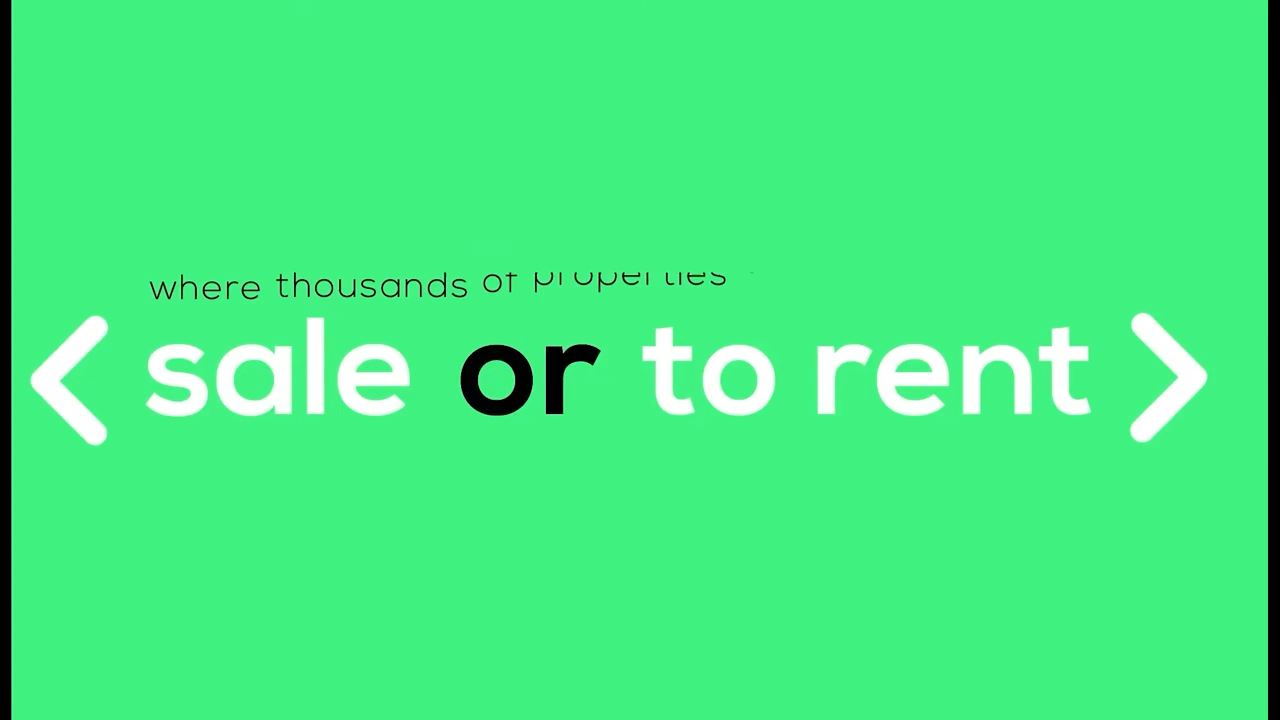 where thousands of properties
< sale or to rent >